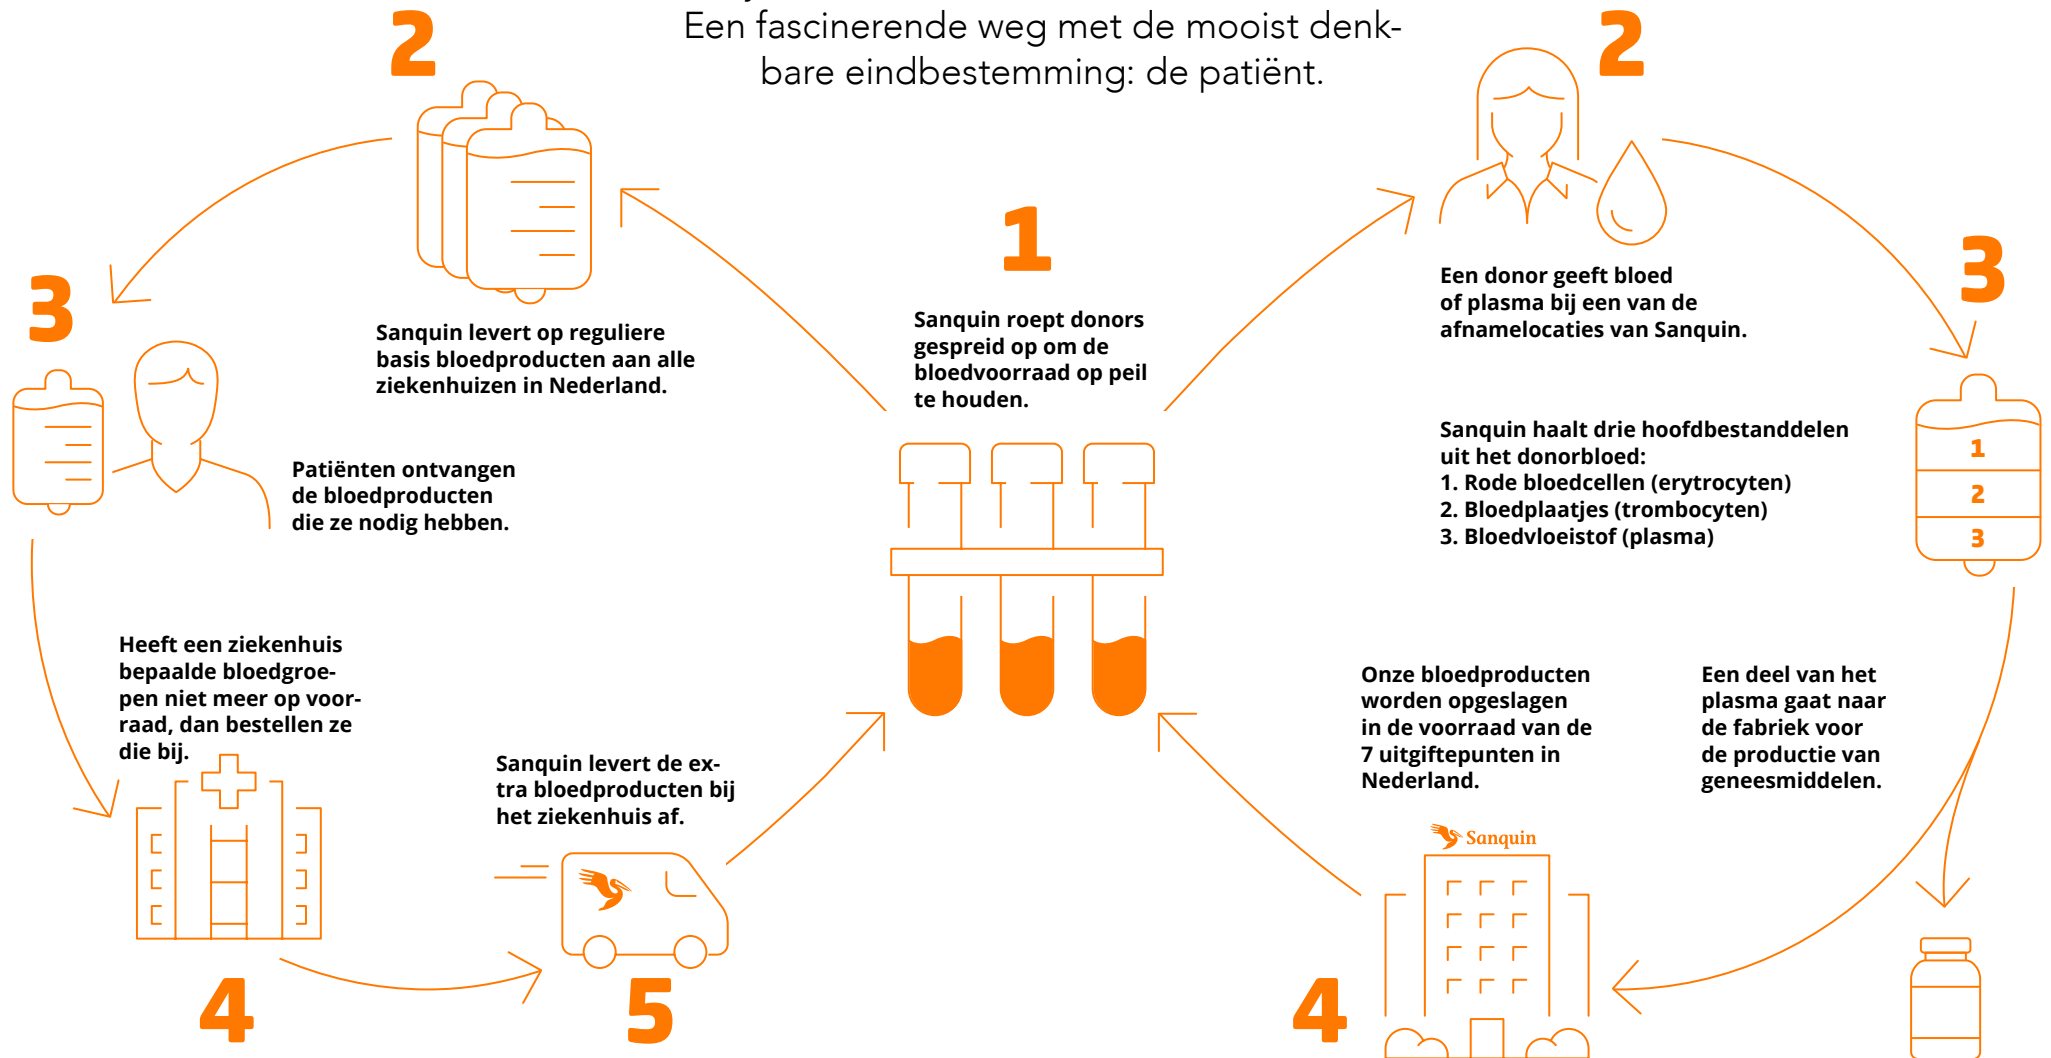 Een fascinerende weg met de mooist denk-
bare eindbestemming: de patiënt.
1
Sanquin roept donors
gespreid op om de
bloedvoorraad op peil
te houden.
2
Sanquin levert op reguliere
basis bloedproducten aan alle
ziekenhuizen in Nederland.
3
Patiënten ontvangen
de bloedproducten
die ze nodig hebben.
Heeft een ziekenhuis
bepaalde bloedgroe-
pen niet meer op voor-
raad, dan bestellen ze
die bij.
4
Sanquin levert de ex-
tra bloedproducten bij
het ziekenhuis af.
5
2
Een donor geeft bloed
of plasma bij een van de
afnamelocaties van Sanquin.
3
Sanquin haalt drie hoofdbestanddelen
uit het donorbloed:
1. Rode bloedcellen (erytrocyten)
2. Bloedplaatjes (trombocyten)
3. Bloedvloeistof (plasma)
1
2
3
Onze bloedproducten
worden opgeslagen
in de voorraad van de
7 uitgiftepunten in
Nederland.
Een deel van het
plasma gaat naar
de fabriek voor
de productie van
geneesmiddelen.
Sanquin
4